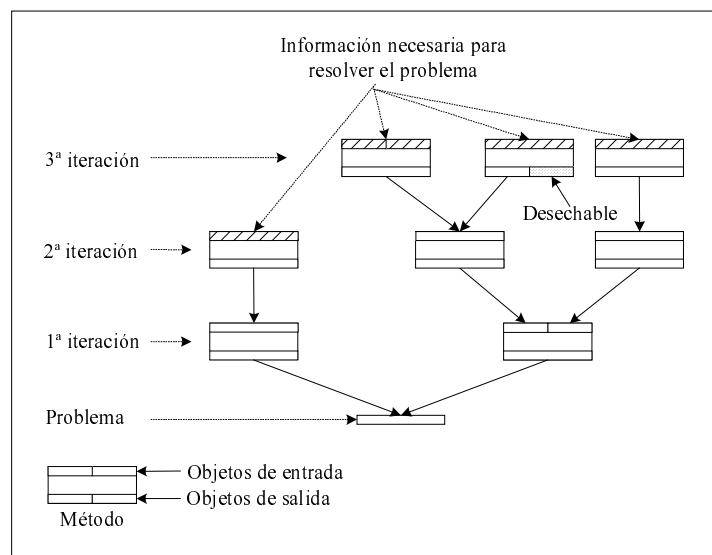 Información necesaria para
resolver el problema
3ª iteración
Desechable
2ª iteración
1ª iteración
Problema
Objetos de entrada
Objetos de salida
Método